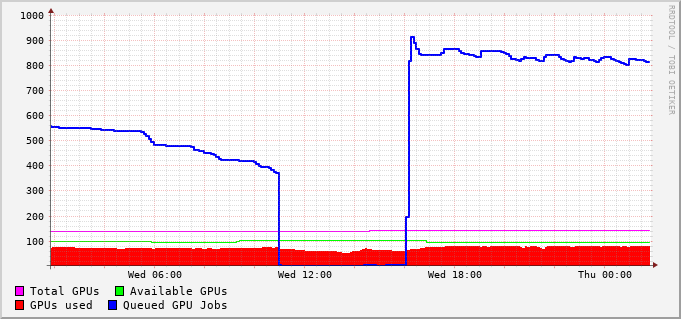 1000
900
800
700
600
500
400
300
200
100
Wed 06:00 Wed 12:00 Wed 18:00 Thu 00:00
Total GPUs Available GPUs
GPUs used Queued GPU Jobs
RRDTOOL / TOBI OETIKER